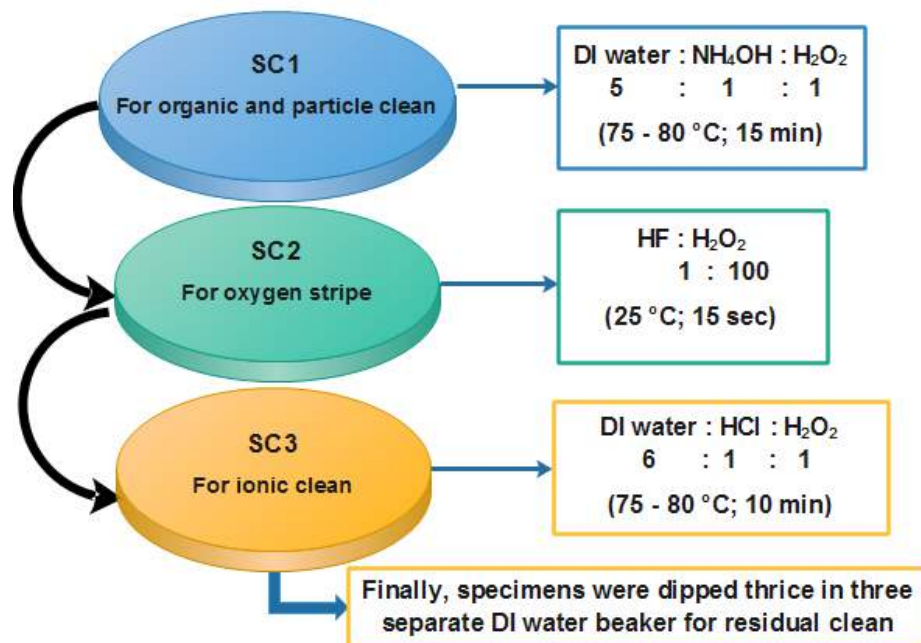 SC1
For organic and particle clean
DI water : NH₄OH : H₂O₂
5 : 1 : 1
(75 - 80 °C; 15 min)
SC2
For oxygen stripe
HF : H₂O₂
1 : 100
(25 °C; 15 sec)
SC3
For ionic clean
DI water : HCl : H₂O₂
6 : 1 : 1
(75 - 80 °C; 10 min)
Finally, specimens were dipped thrice in three
separate DI water beaker for residual clean